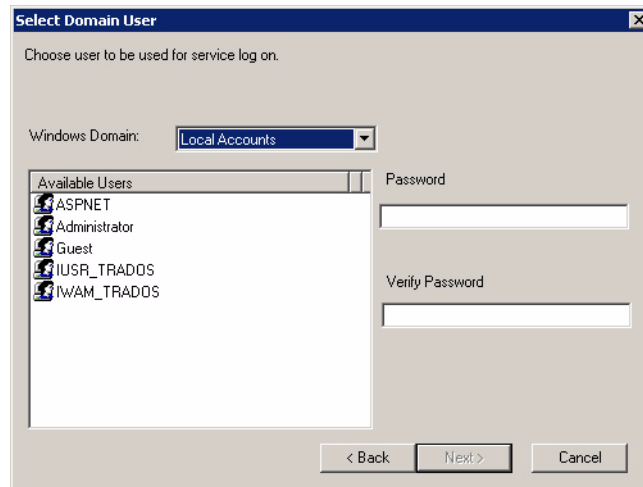 Select Domain User
Choose user to be used for service log on.
Windows Domain: Local Accounts
Available Users
Password
ASPNET
Administrator
Guest
IUSR_TRADOS
IWAM_TRADOS
Verify Password
< Back Next > Cancel